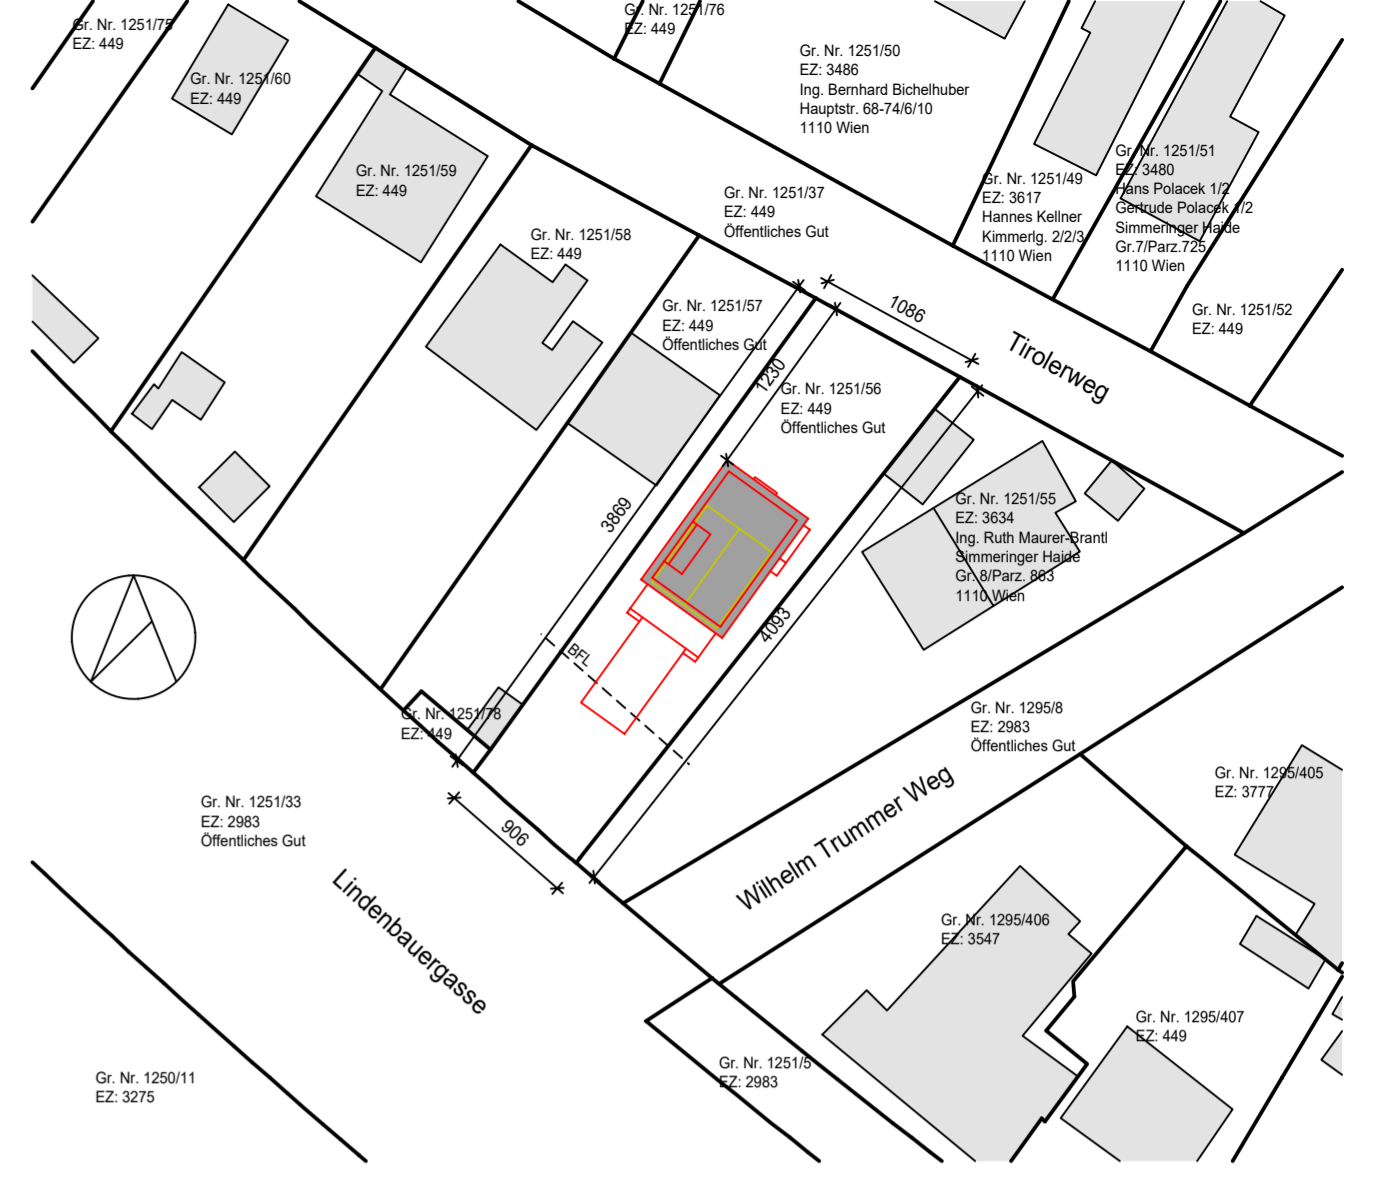 Gr. Nr. 1251/75
EZ: 449
Gr. Nr. 1251/76
EZ: 449
Gr. Nr. 1251/60
EZ: 449
Gr. Nr. 1251/50
EZ: 3486
Ing. Bernhard Bichelhuber
Hauptstr. 68-74/6/10
1110 Wien
Gr. Nr. 1251/59
EZ: 449
Gr. Nr. 1251/37
EZ: 449
Öffentliches Gut
Gr. Nr. 1251/49
EZ: 3617
Hannes Kellner
Kimmerlg. 2/2/3
1110 Wien
Gr. Nr. 1251/51
EZ: 3480
Hans Polacek 1/2
Gertrude Polacek 1/2
Simmeringer Haide
Gr.7/Parz.725
1110 Wien
Gr. Nr. 1251/58
EZ: 449
Gr. Nr. 1251/57
EZ: 449
Öffentliches Gut
1086
Tirolerweg
Gr. Nr. 1251/52
EZ: 449
1230
Gr. Nr. 1251/56
EZ: 449
Öffentliches Gut
3869
Gr. Nr. 1251/55
EZ: 3634
Ing. Ruth Maurer-Brantl
Simmeringer Haide
Gr. 8/Parz. 863
1110 Wien
4093
BFL
Gr. Nr. 1251/78
EZ: 449
Gr. Nr. 1295/8
EZ: 2983
Öffentliches Gut
Gr. Nr. 1295/405
EZ: 3777
Gr. Nr. 1251/33
EZ: 2983
Öffentliches Gut
906
Wilhelm Trummer Weg
Lindenbauergasse
Gr. Nr. 1295/406
EZ: 3547
Gr. Nr. 1295/407
EZ: 449
Gr. Nr. 1251/5
EZ: 2983
Gr. Nr. 1250/11
EZ: 3275